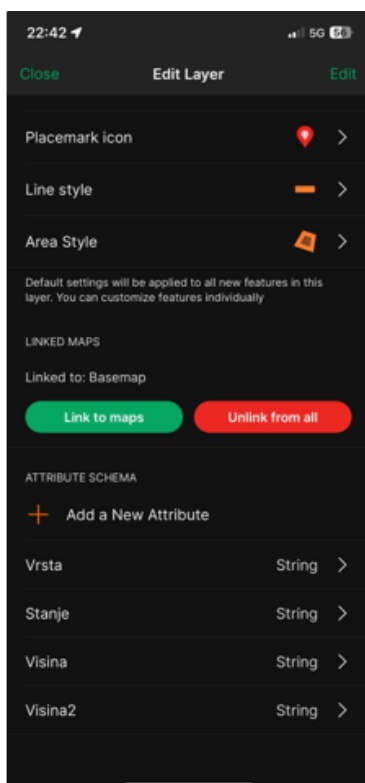 22:42 5G 66
Close Edit Layer Edit
Placemark icon
Line style
Area Style
Default settings will be applied to all new features in this
layer. You can customize features individually
LINKED MAPS
Linked to: Basemap
Link to maps Unlink from all
ATTRIBUTE SCHEMA
Add a New Attribute
Vrsta String
Stanje String
Visina String
Visina2 String